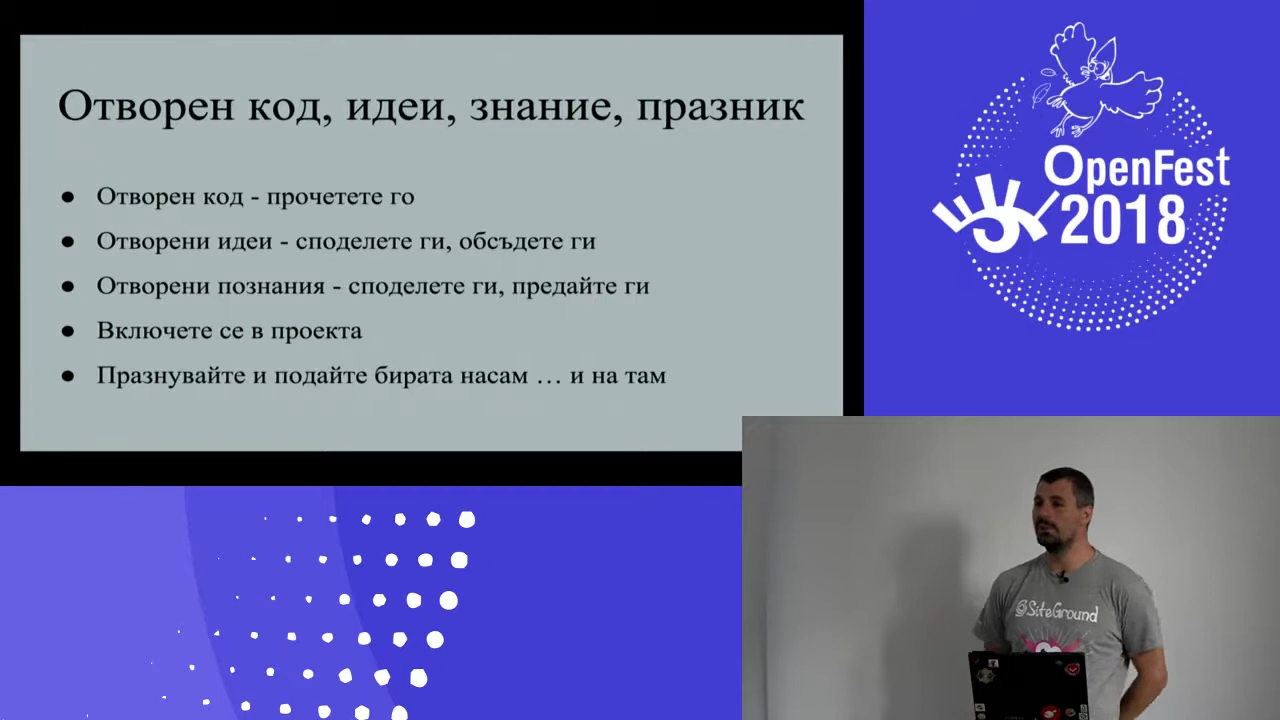 Отворен код, идеи, знание, празник
● Отворен код - прочетете го
● Отворени идеи - споделете ги, обсъдете ги
● Отворени познания - споделете ги, предайте ги
● Включете се в проекта
● Празнувайте и подайте бирата насам … и на там
OpenFest
2018
@SiteGround